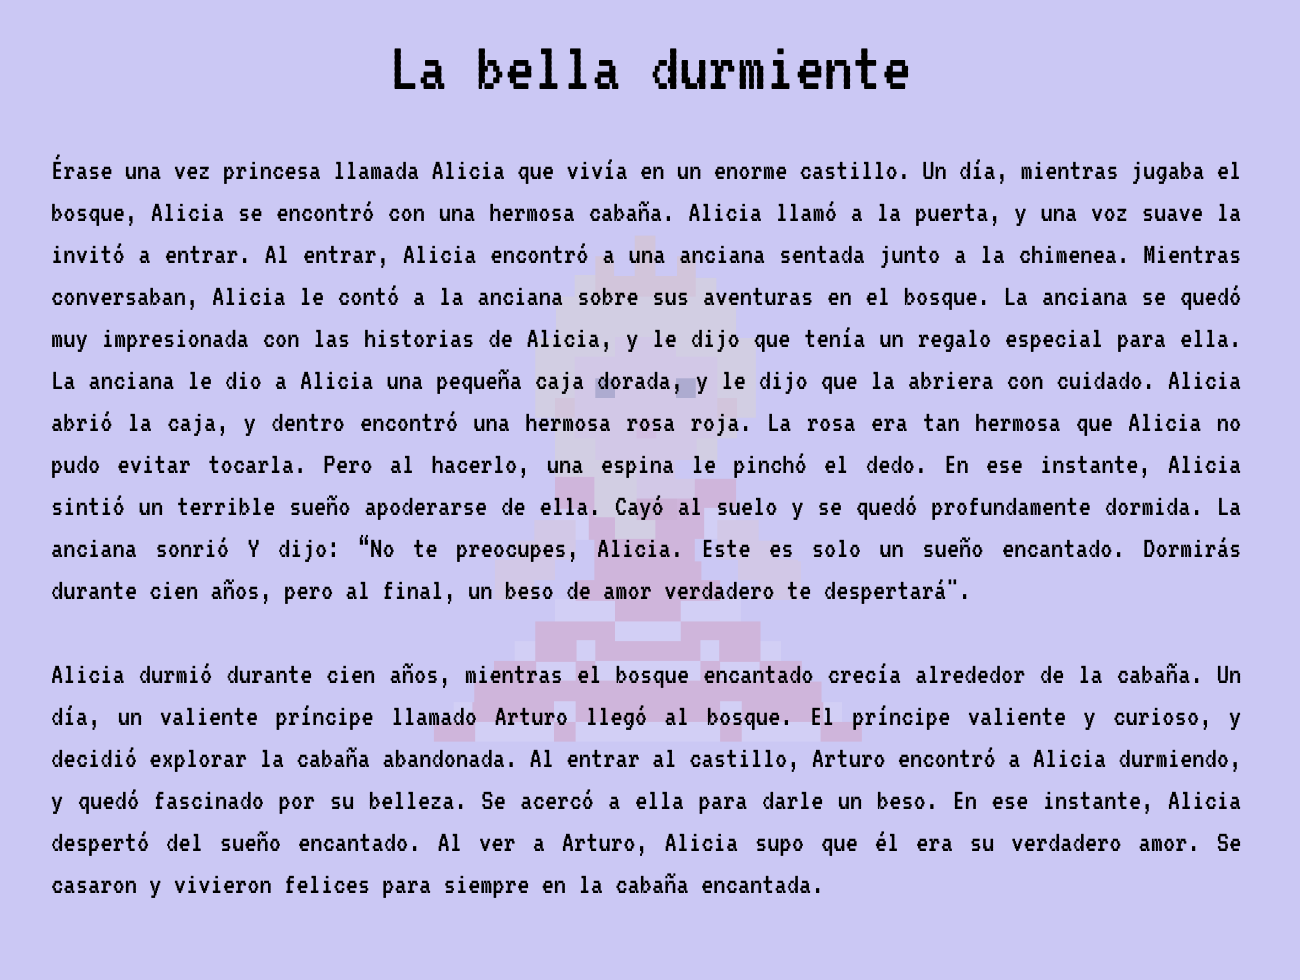 La bella durmiente
Érase una vez princesa llamada Alicia que vivía en un enorme castillo. Un día, mientras jugaba el
bosque, Alicia se encontró con una hermosa cabaña. Alicia llamó a la puerta, y una voz suave la
invitó a entrar. Al entrar, Alicia encontró a una anciana sentada junto a la chimenea. Mientras
conversaban, Alicia le contó a la anciana sobre sus aventuras en el bosque. La anciana se quedó
muy impresionada con las historias de Alicia, y le dijo que tenía un regalo especial para ella.
La anciana le dio a Alicia una pequeña caja dorada, y le dijo que la abriera con cuidado. Alicia
abrió la caja, y dentro encontró una hermosa rosa roja. La rosa era tan hermosa que Alicia no
pudo evitar tocarla. Pero al hacerlo, una espina le pinchó el dedo. En ese instante, Alicia
sintió un terrible sueño apoderarse de ella. Cayó al suelo y se quedó profundamente dormida. La
anciana sonrió Y dijo: “No te preocupes, Alicia. Este es solo un sueño encantado. Dormirás
durante cien años, pero al final, un beso de amor verdadero te despertará".
Alicia durmió durante cien años, mientras el bosque encantado crecía alrededor de la cabaña. Un
día, un valiente príncipe llamado Arturo llegó al bosque. El príncipe valiente y curioso, y
decidió explorar la cabaña abandonada. Al entrar al castillo, Arturo encontró a Alicia durmiendo,
y quedó fascinado por su belleza. Se acercó a ella para darle un beso. En ese instante, Alicia
despertó del sueño encantado. Al ver a Arturo, Alicia supo que él era su verdadero amor. Se
casaron y vivieron felices para siempre en la cabaña encantada.